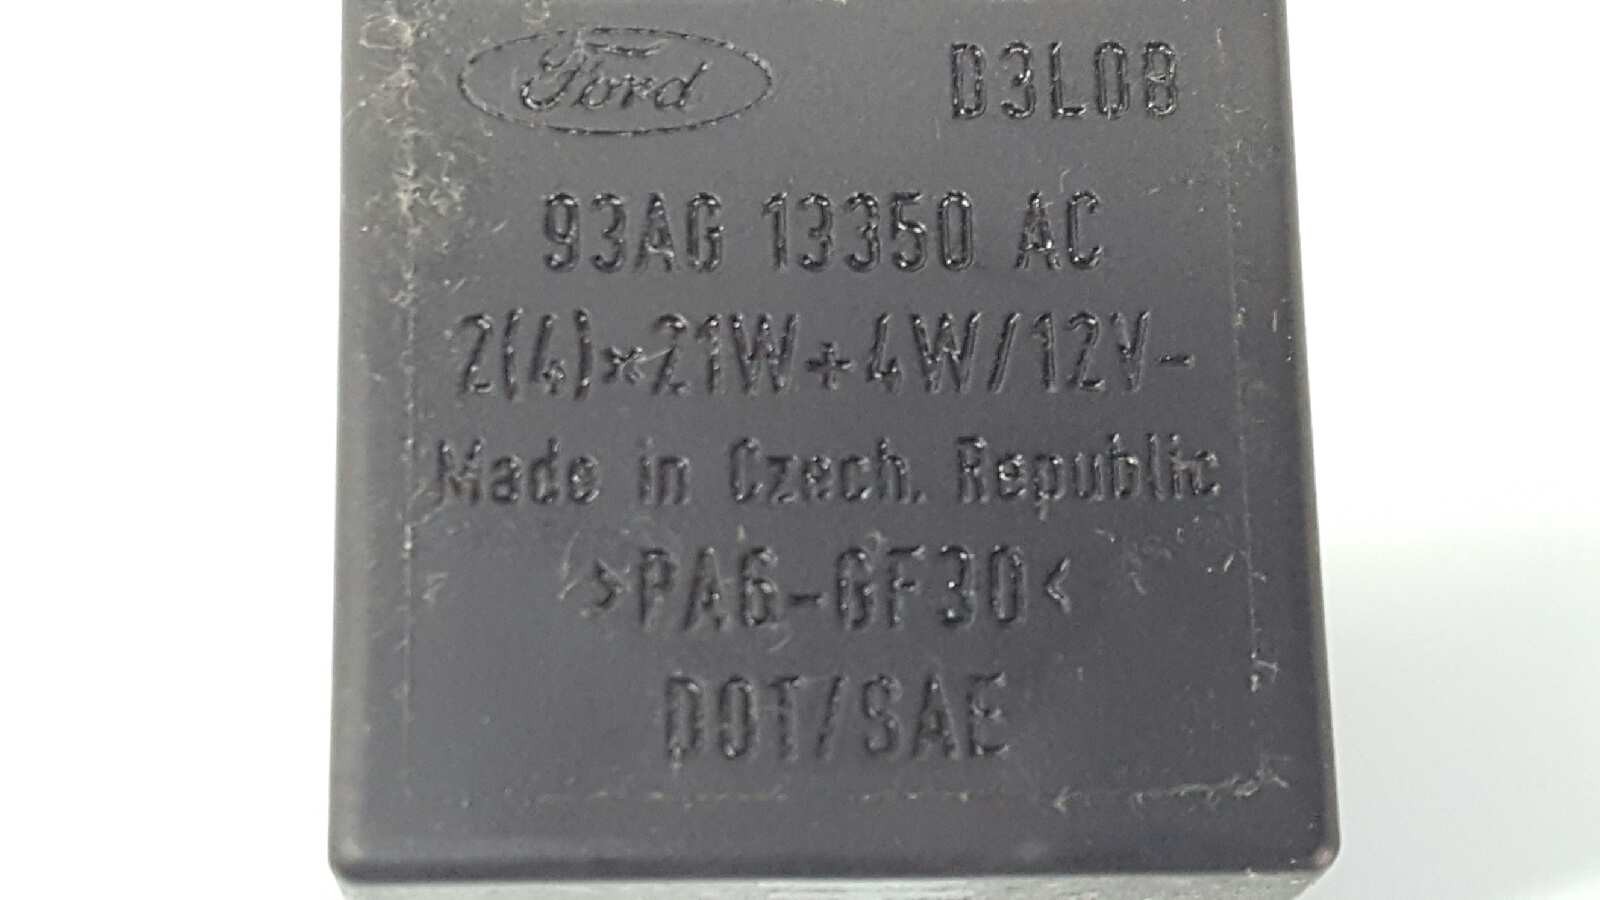 Ford D3L08
93AG 13350 AC
2(4)*21W+4W/12V-
Made in Czech. Republic
>PA6-GF30<
DOT/SAE